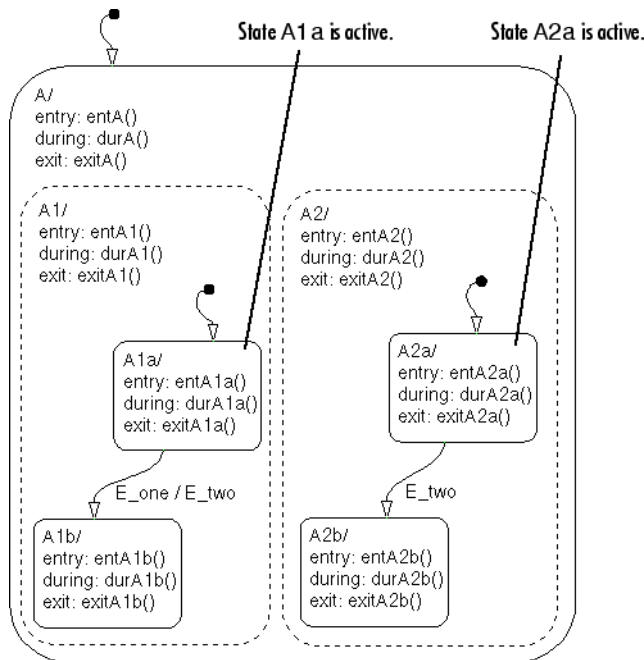 State A1a is active.
State A2a is active.
A/
entry: entA()
during: durA()
exit: exitA()
A1/
entry: entA1()
during: durA1()
exit: exitA1()
A2/
entry: entA2()
during: durA2()
exit: exitA2()
A1a/
entry: entA1a()
during: durA1a()
exit: exitA1a()
A2a/
entry: entA2a()
during: durA2a()
exit: exitA2a()
E_one / E_two
E_two
A1b/
entry: entA1b()
during: durA1b()
exit: exitA1b()
A2b/
entry: entA2b()
during: durA2b()
exit: exitA2b()